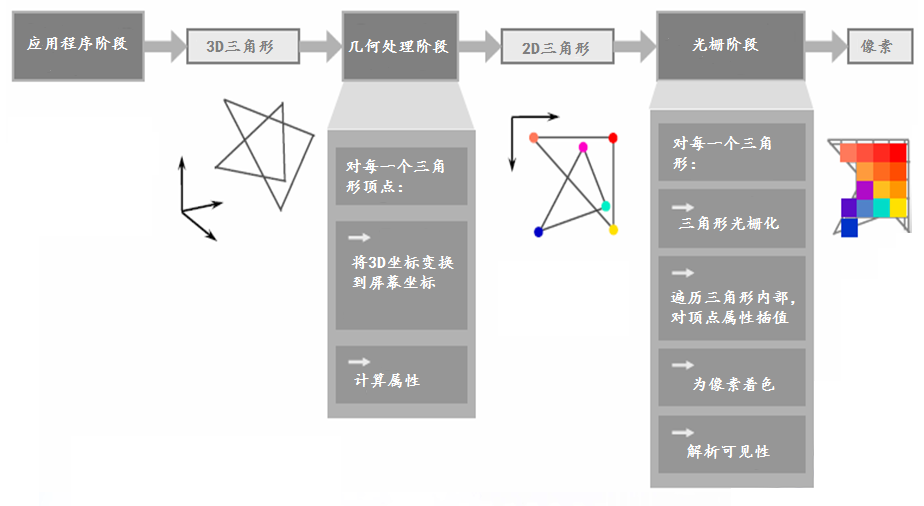 应用程序阶段
3D三角形
几何处理阶段
2D三角形
光栅阶段
像素
对每一个三角
形顶点：
将3D坐标变换
到屏幕坐标
计算属性
对每一个三角
形：
三角形光栅化
遍历三角形内部，
对顶点属性插值
为像素着色
解析可见性